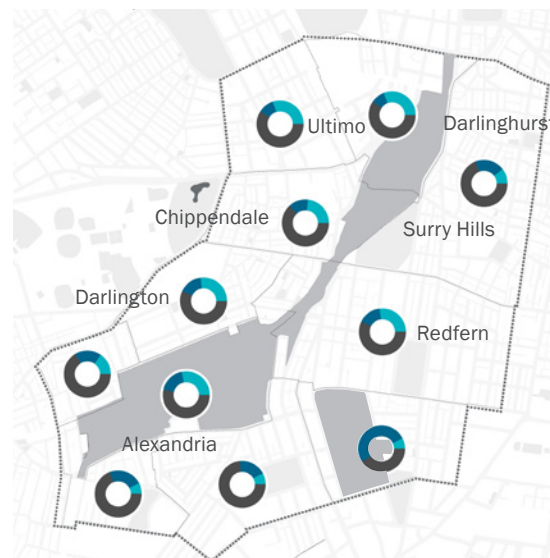 Ultimo
Darlinghurst
Chippendale
Surry Hills
Darlington
Redfern
Alexandria